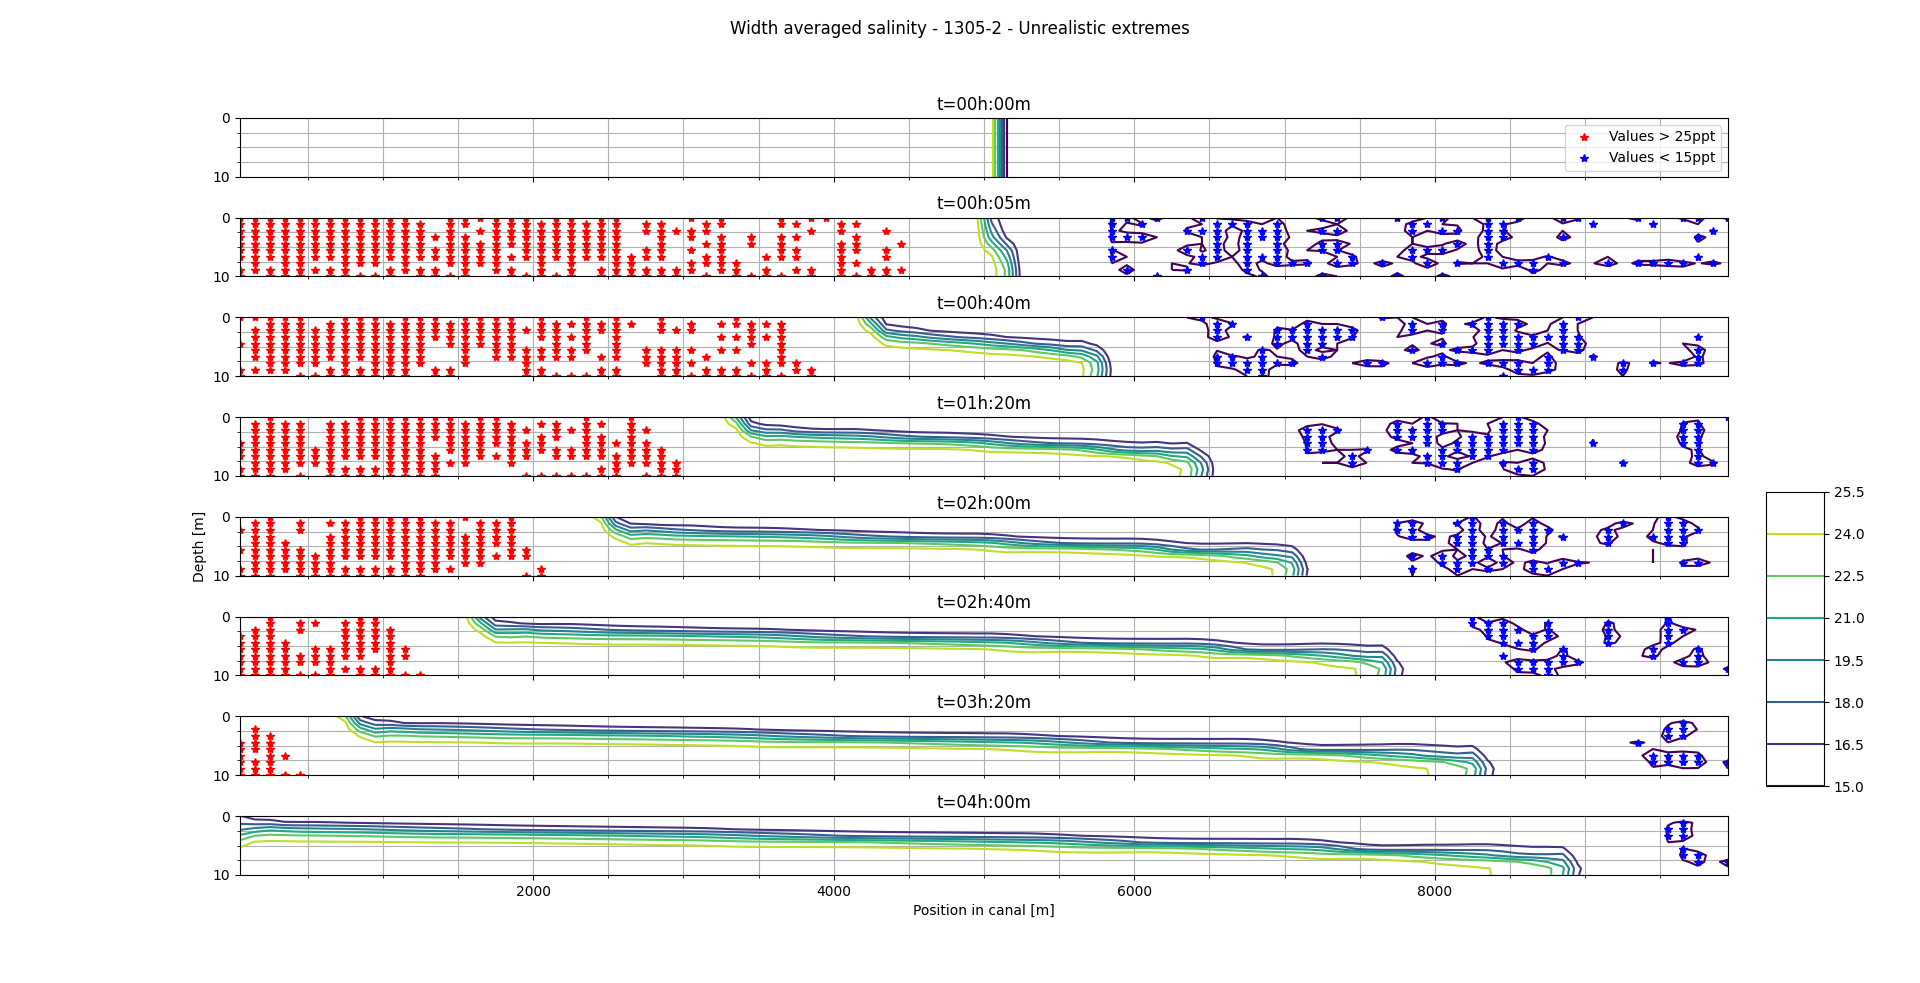 Width averaged salinity - 1305-2 - Unrealistic extremes
t=00h:00m
0
10
Values > 25ppt
Values < 15ppt
t=00h:05m
0
10
t=00h:40m
0
10
t=01h:20m
0
10
t=02h:00m
0
10
Depth [m]
t=02h:40m
0
10
t=03h:20m
0
10
t=04h:00m
0
10
2000 4000 6000 8000
Position in canal [m]
25.5
24.0
22.5
21.0
19.5
18.0
16.5
15.0